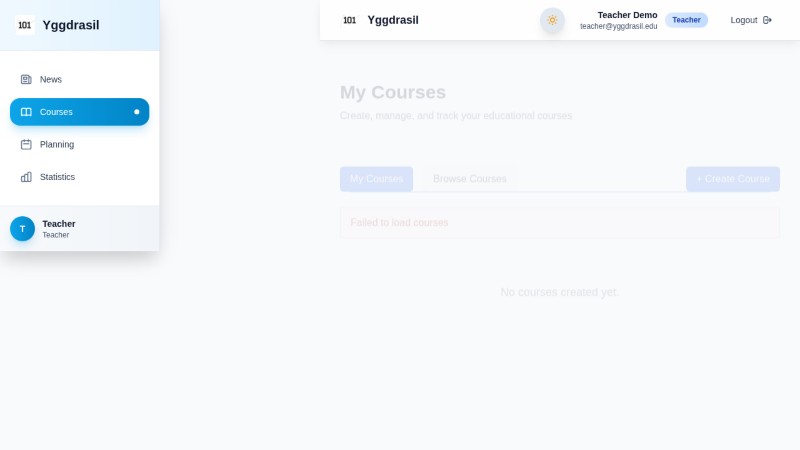 101 Yggdrasil
News
Courses
Planning
Statistics
T
Teacher
Teacher
101 Yggdrasil
Teacher Demo
teacher@yggdrasil.edu
Teacher
Logout
My Courses
Create, manage, and track your educational courses
My Courses
Browse Courses
+ Create Course
Failed to load courses
No courses created yet.